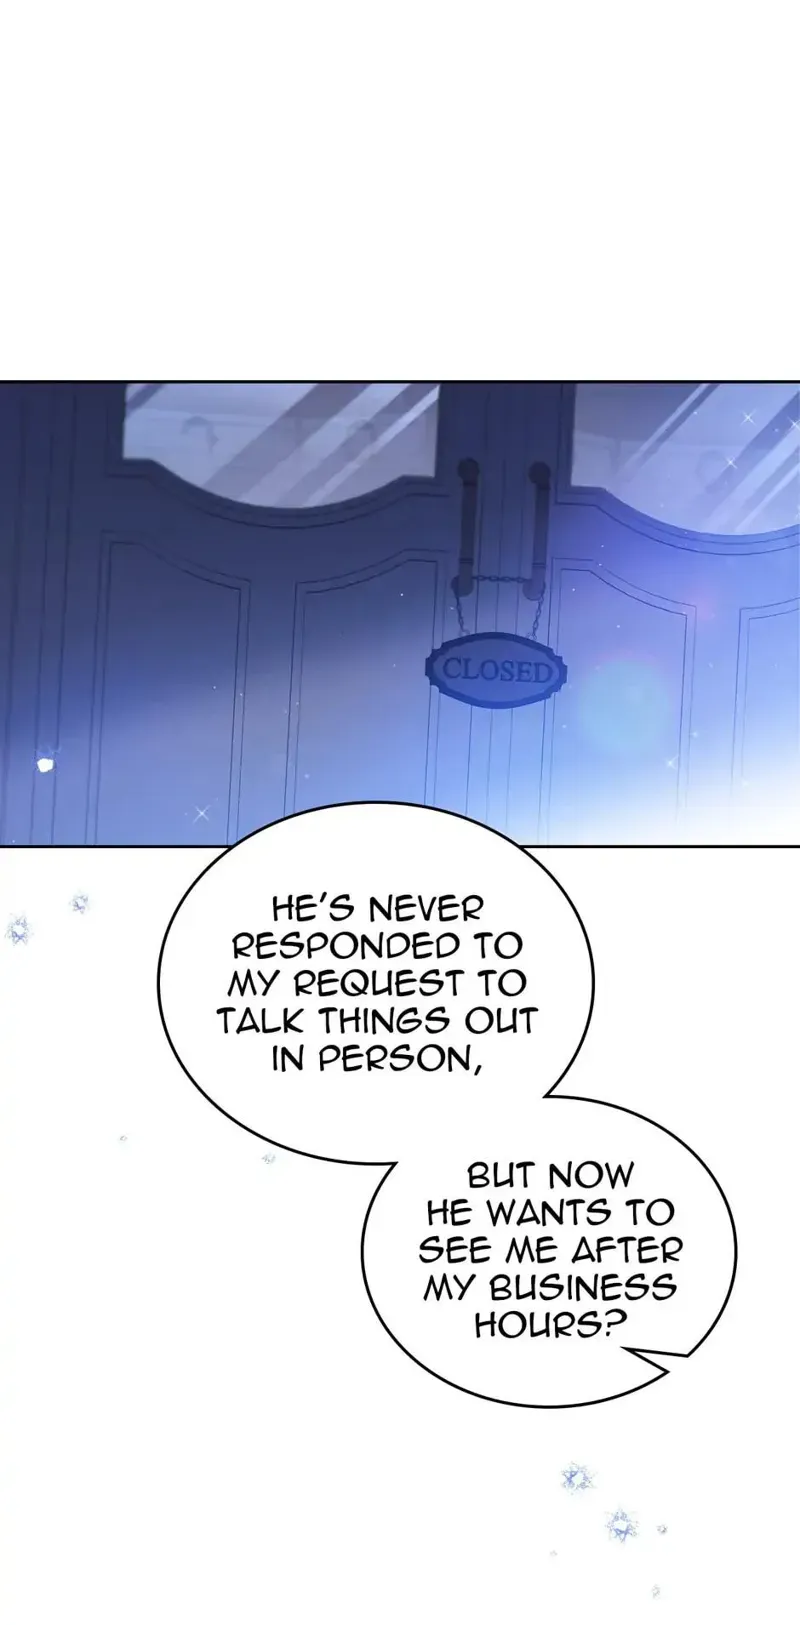 CLOSED
HE'S NEVER
RESPONDED TO
MY REQUEST TO
TALK THINGS OUT
IN PERSON,
BUT NOW
HE WANTS TO
SEE ME AFTER
MY BUSINESS
HOURS?